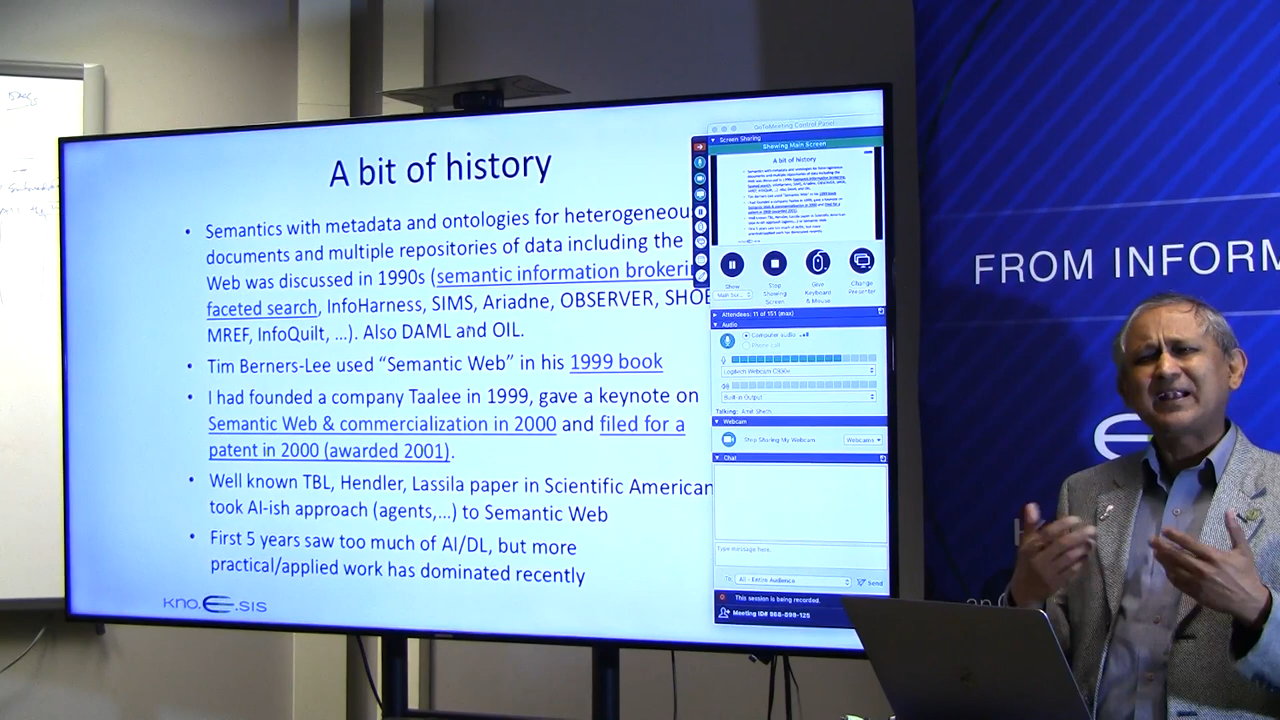 A bit of history
• Semantics with metadata and ontologies for heterogeneou
documents and multiple repositories of data including the
Web was discussed in 1990s (semantic information brokerin
faceted search, InfoHarness, SIMS, Ariadne, OBSERVER, SHOE
MREF, InfoQuilt, …). Also DAML and OIL.
• Tim Berners-Lee used “Semantic Web” in his 1999 book
• I had founded a company Taalee in 1999, gave a keynote on
Semantic Web & commercialization in 2000 and filed for a
patent in 2000 (awarded 2001).
• Well known TBL, Hendler, Lassila paper in Scientific American
took AI-ish approach (agents,…) to Semantic Web
• First 5 years saw too much of AI/DL, but more
practical/applied work has dominated recently
kno.e.sis
GoToMeeting Control Panel
Screen Sharing
Showing Main Screen
A bit of history
Show
Main Scr...
Stop
Showing
Screen
Give
Keyboard
& Mouse
Change
Presenter
Attendees: 11 of 151 (max)
Audio
Computer audio
Phone call
Logitech Webcam C930e
Built-in Output
Talking: Amit Sheth
Webcam
Stop Sharing My Webcam
Webcams
Chat
Type message here.
To: All - Entire Audience
Send
This session is being recorded.
Meeting ID# 868-899-125
FROM INFORM